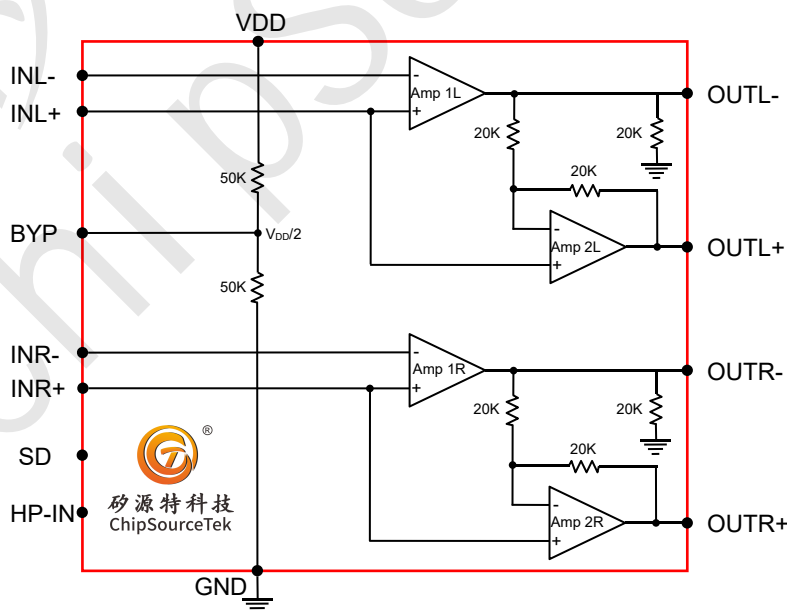 VDD
INL-
INL+
Amp 1L
-
+
OUTL-
20K
20K
20K
50K
BYP
VDD/2
-
Amp 2L
+
OUTL+
50K
INR-
INR+
-
Amp 1R
+
OUTR-
20K
20K
20K
SD
HP-IN
®
矽源特科技
ChipSourceTek
-
Amp 2R
+
OUTR+
GND